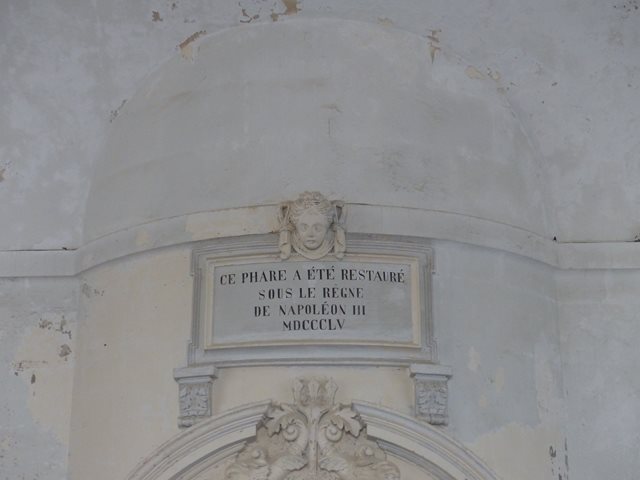 CE PHARE A ÉTÉ RESTAURÉ
SOUS LE RÈGNE
DE NAPOLÉON III
MDCCCLV